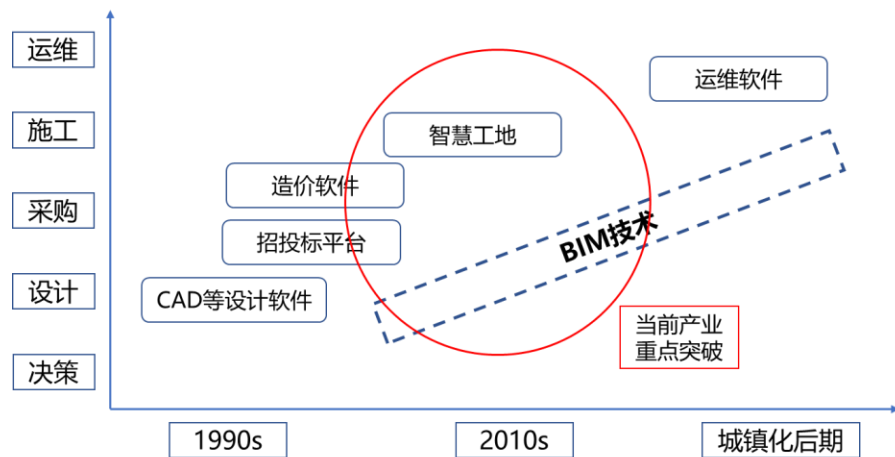 运维
运维软件
施工
智慧工地
造价软件
采购
招投标平台
BIM技术
设计
CAD等设计软件
当前产业
重点突破
决策
1990s
2010s
城镇化后期